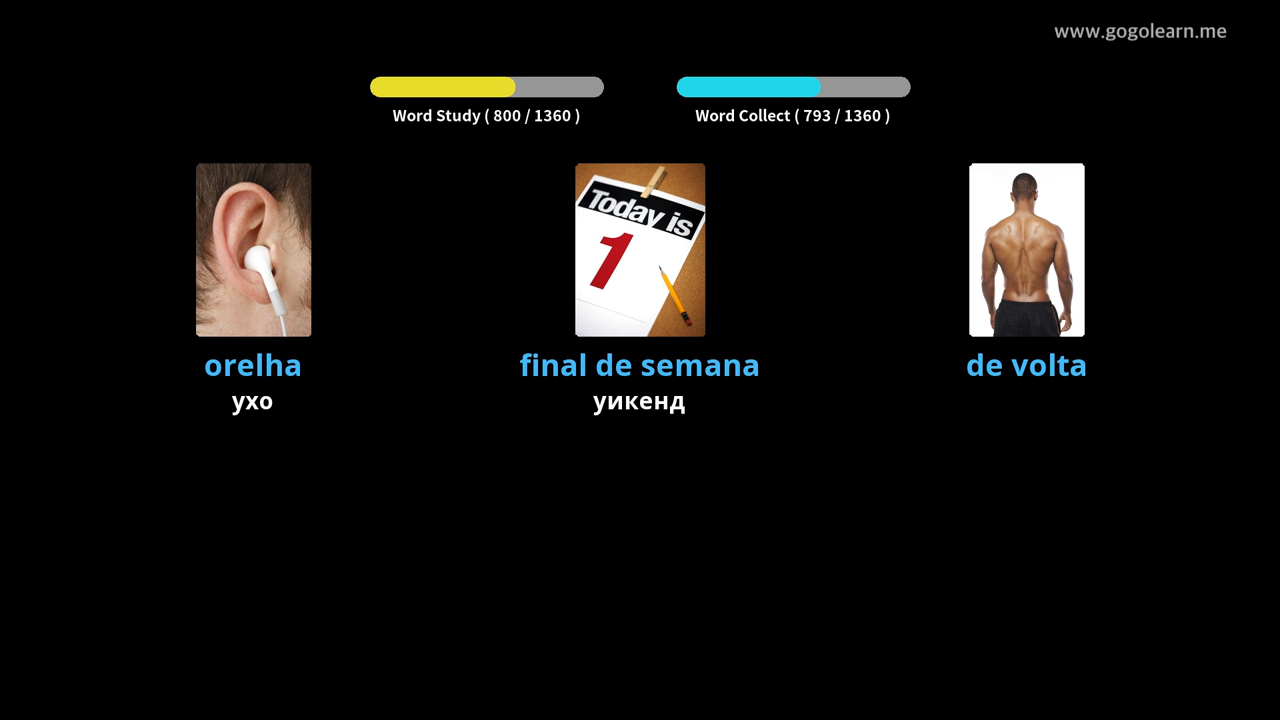 www.gogolearn.me
Word Study ( 800 / 1360 )
Word Collect ( 793 / 1360 )
Today is
1
orelha
final de semana
de volta
ухо
уикенд